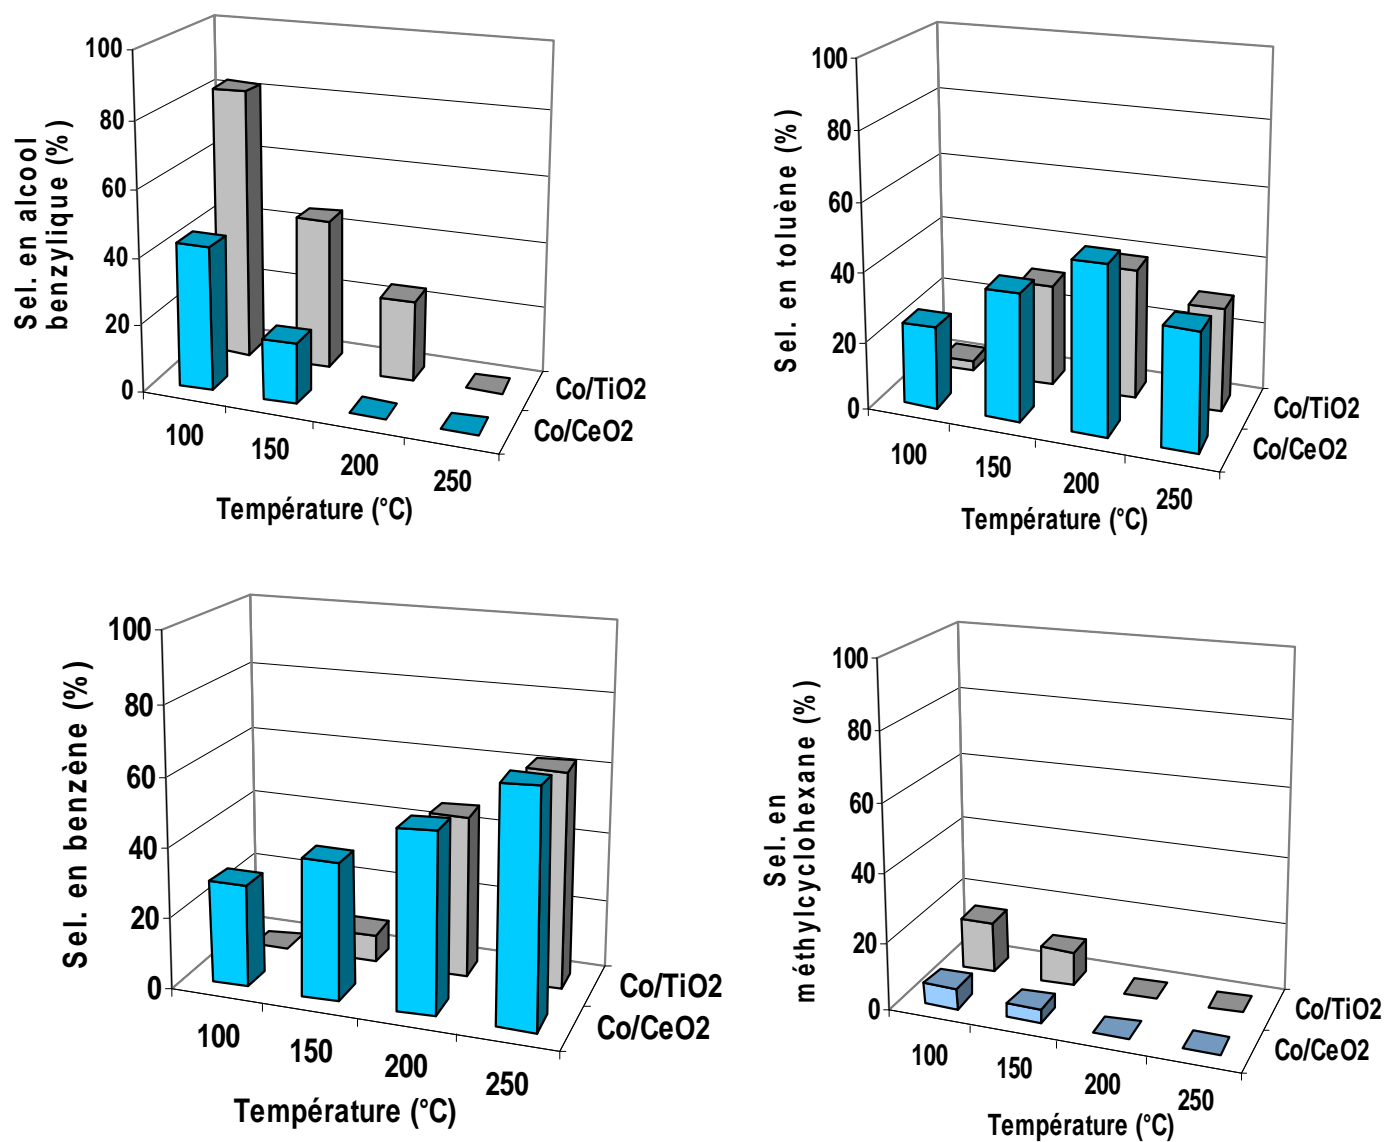 Sel. en alcool
benzylique (%)
100
80
60
40
20
0
100
150
200
250
Co/TiO2
Co/CeO2
Température (°C)
Sel. en toluène (%)
100
80
60
40
20
0
100
150
200
250
Co/TiO2
Co/CeO2
Température (°C)
Sel. en benzène (%)
100
80
60
40
20
0
100
150
200
250
Co/TiO2
Co/CeO2
Température (°C)
Sel. en
méthylcyclohexane (%)
100
80
60
40
20
0
100
150
200
250
Co/TiO2
Co/CeO2
Température (°C)